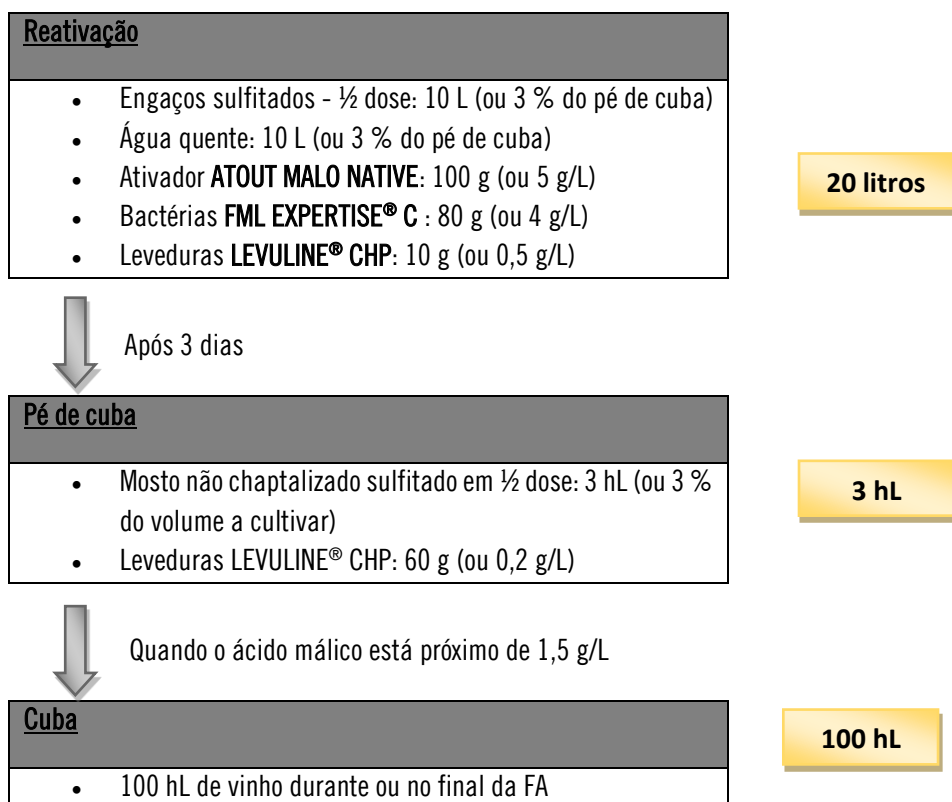 Reativação
• Engaços sulfitados - ½ dose: 10 L (ou 3 % do pé de cuba)
• Água quente: 10 L (ou 3 % do pé de cuba)
• Ativador ATOUT MALO NATIVE: 100 g (ou 5 g/L)
• Bactérias FML EXPERTISE® C : 80 g (ou 4 g/L)
• Leveduras LEVULINE® CHP: 10 g (ou 0,5 g/L)
20 litros
Após 3 dias
Pé de cuba
• Mosto não chaptalizado sulfitado em ½ dose: 3 hL (ou 3 %
do volume a cultivar)
• Leveduras LEVULINE® CHP: 60 g (ou 0,2 g/L)
3 hL
Quando o ácido málico está próximo de 1,5 g/L
Cuba
• 100 hL de vinho durante ou no final da FA
100 hL